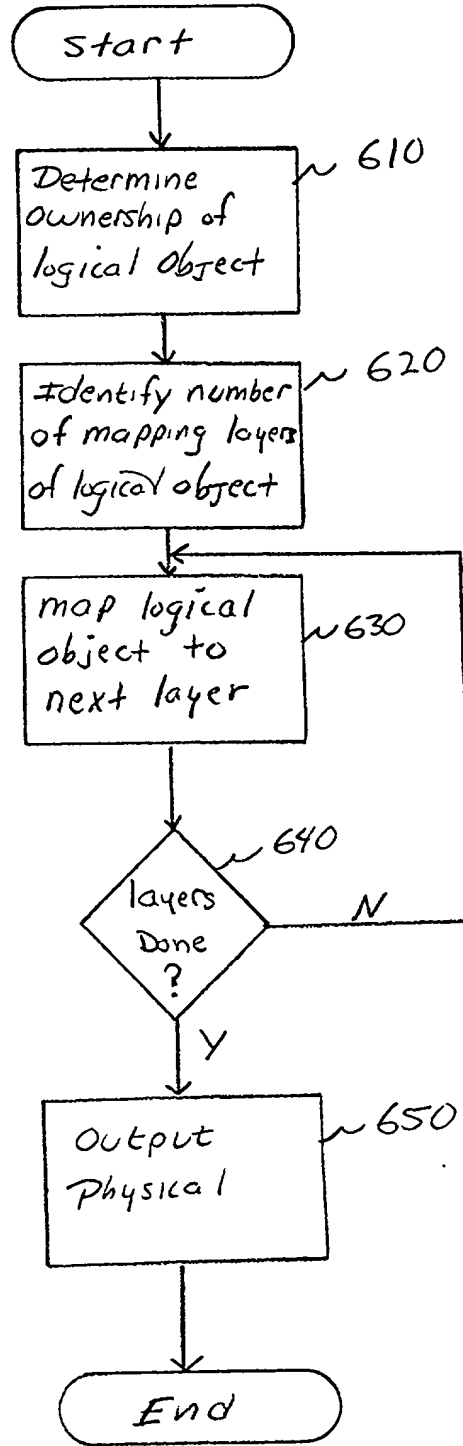 Start
610
Determine
ownership of
logical Object
620
Identify number
of mapping layers
of logical object
map logical
object to
next layer
630
640
layers
Done
?
N
Y
Output
Physical
650
End